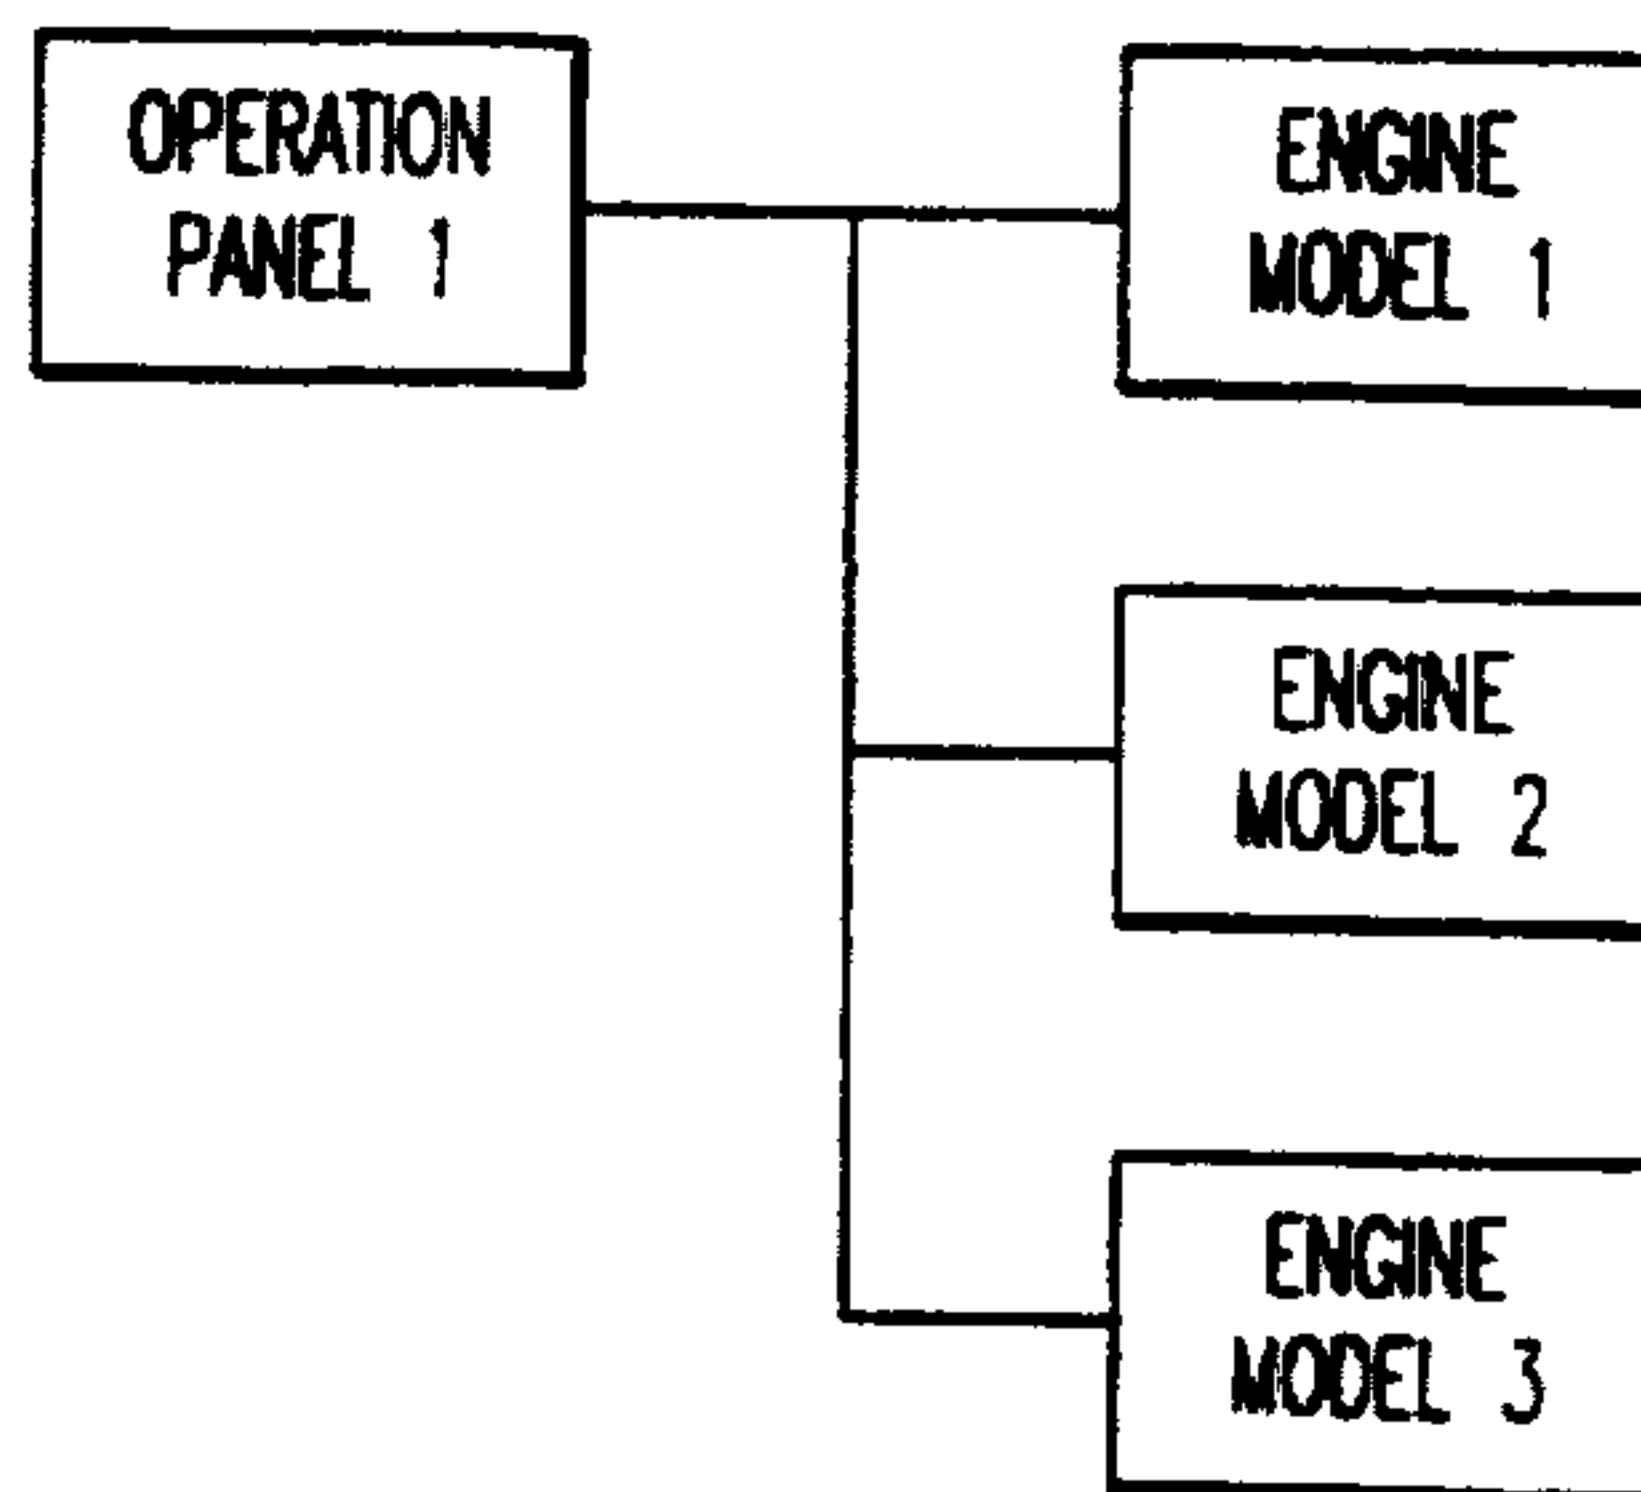 OPERATION
PANEL 1
ENGINE
MODEL 1
ENGINE
MODEL 2
ENGINE
MODEL 3